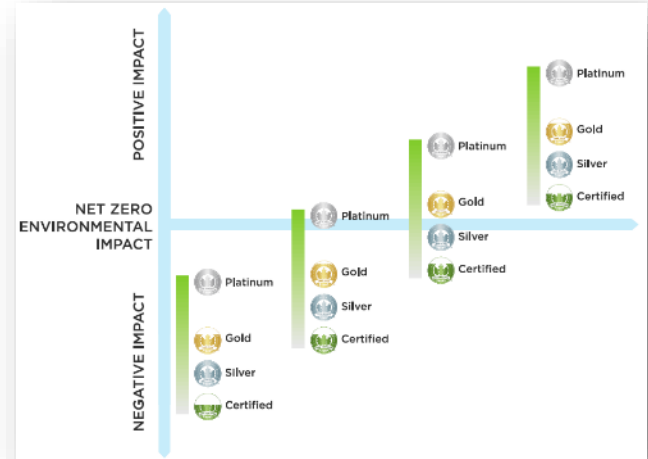 POSITIVE IMPACT
NET ZERO
ENVIRONMENTAL
IMPACT
NEGATIVE IMPACT
Platinum
Gold
Silver
Certified
Platinum
Gold
Silver
Certified
Platinum
Gold
Silver
Certified
Platinum
Gold
Silver
Certified